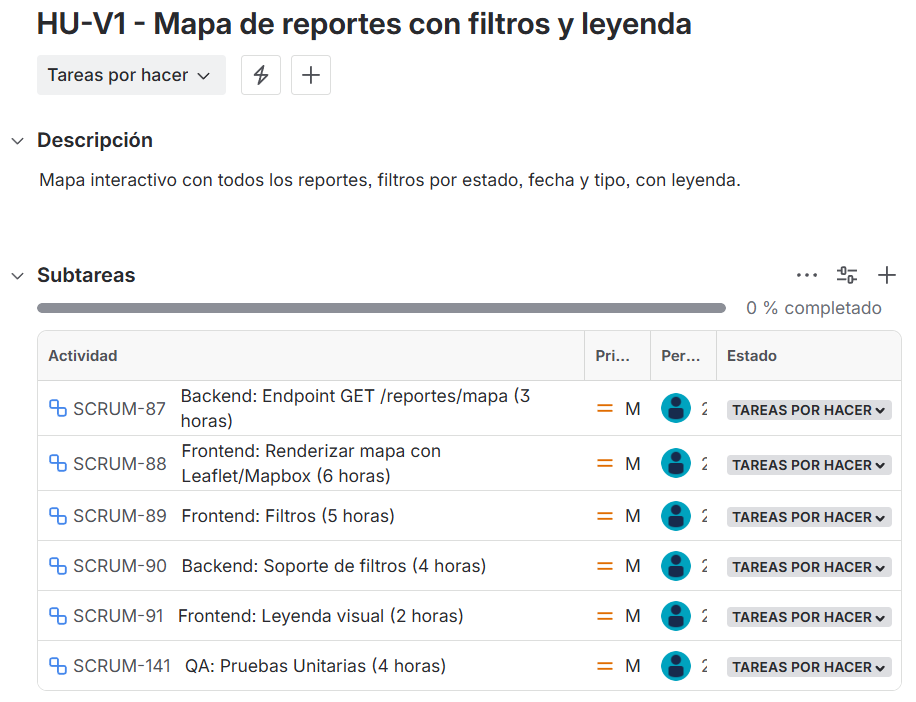 HU-V1 - Mapa de reportes con filtros y leyenda
Tareas por hacer
Descripción
Mapa interactivo con todos los reportes, filtros por estado, fecha y tipo, con leyenda.
Subtareas
0 % completado
Actividad Pri... Per... Estado
SCRUM-87 Backend: Endpoint GET /reportes/mapa (3
horas) M 2 TAREAS POR HACER
SCRUM-88 Frontend: Renderizar mapa con
Leaflet/Mapbox (6 horas) M 2 TAREAS POR HACER
SCRUM-89 Frontend: Filtros (5 horas) M 2 TAREAS POR HACER
SCRUM-90 Backend: Soporte de filtros (4 horas) M 2 TAREAS POR HACER
SCRUM-91 Frontend: Leyenda visual (2 horas) M 2 TAREAS POR HACER
SCRUM-141 QA: Pruebas Unitarias (4 horas) M 2 TAREAS POR HACER